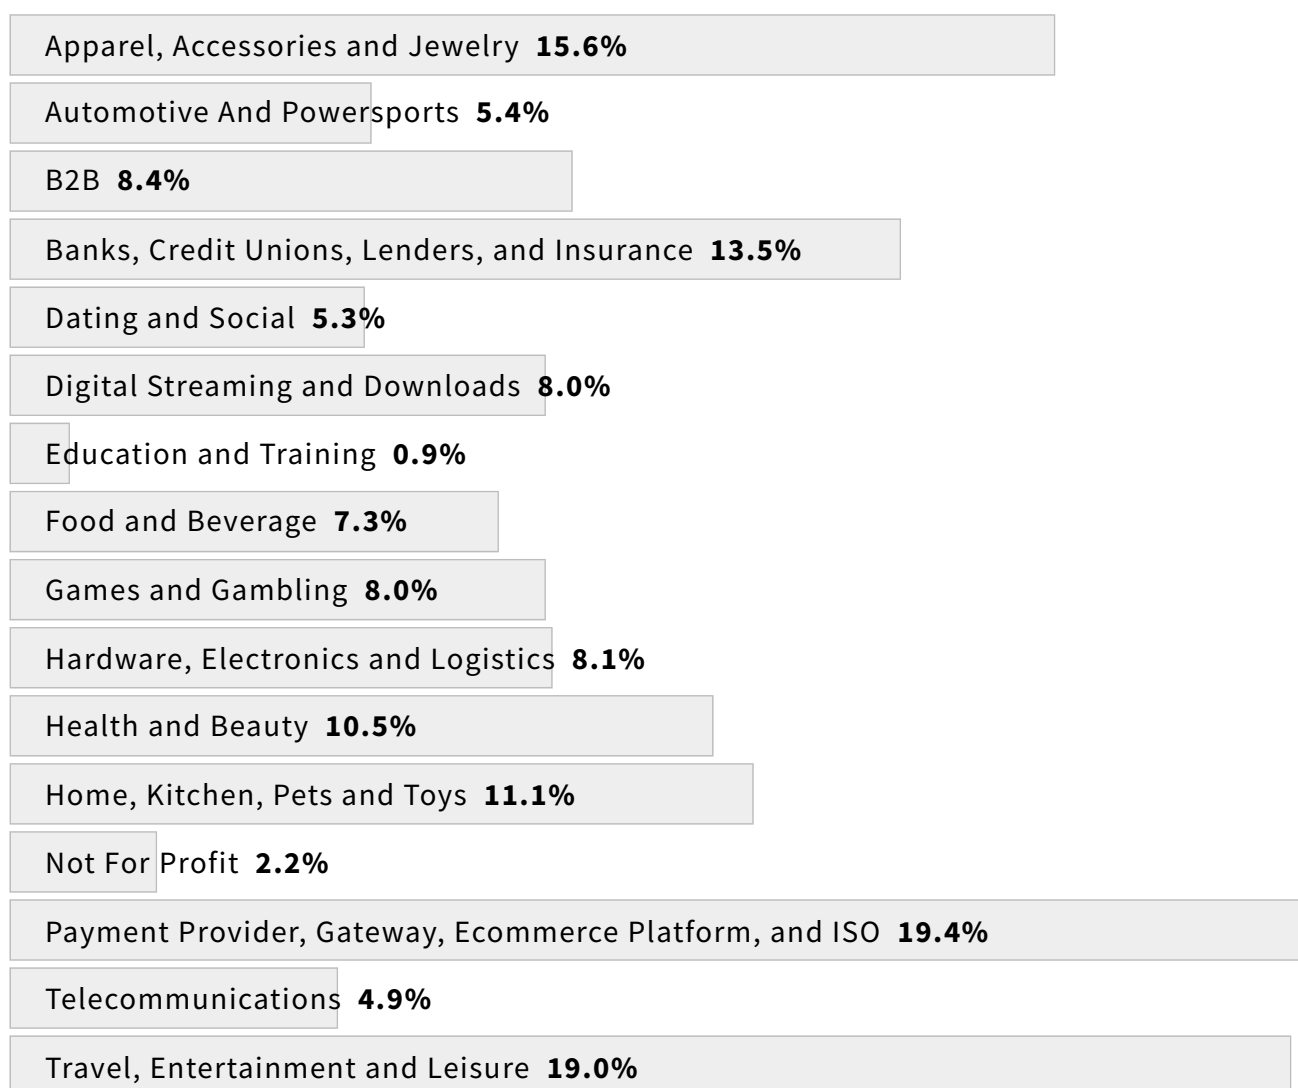 Apparel, Accessories and Jewelry 15.6%
Automotive And Powersports 5.4%
B2B 8.4%
Banks, Credit Unions, Lenders, and Insurance 13.5%
Dating and Social 5.3%
Digital Streaming and Downloads 8.0%
Education and Training 0.9%
Food and Beverage 7.3%
Games and Gambling 8.0%
Hardware, Electronics and Logistics 8.1%
Health and Beauty 10.5%
Home, Kitchen, Pets and Toys 11.1%
Not For Profit 2.2%
Payment Provider, Gateway, Ecommerce Platform, and ISO 19.4%
Telecommunications 4.9%
Travel, Entertainment and Leisure 19.0%